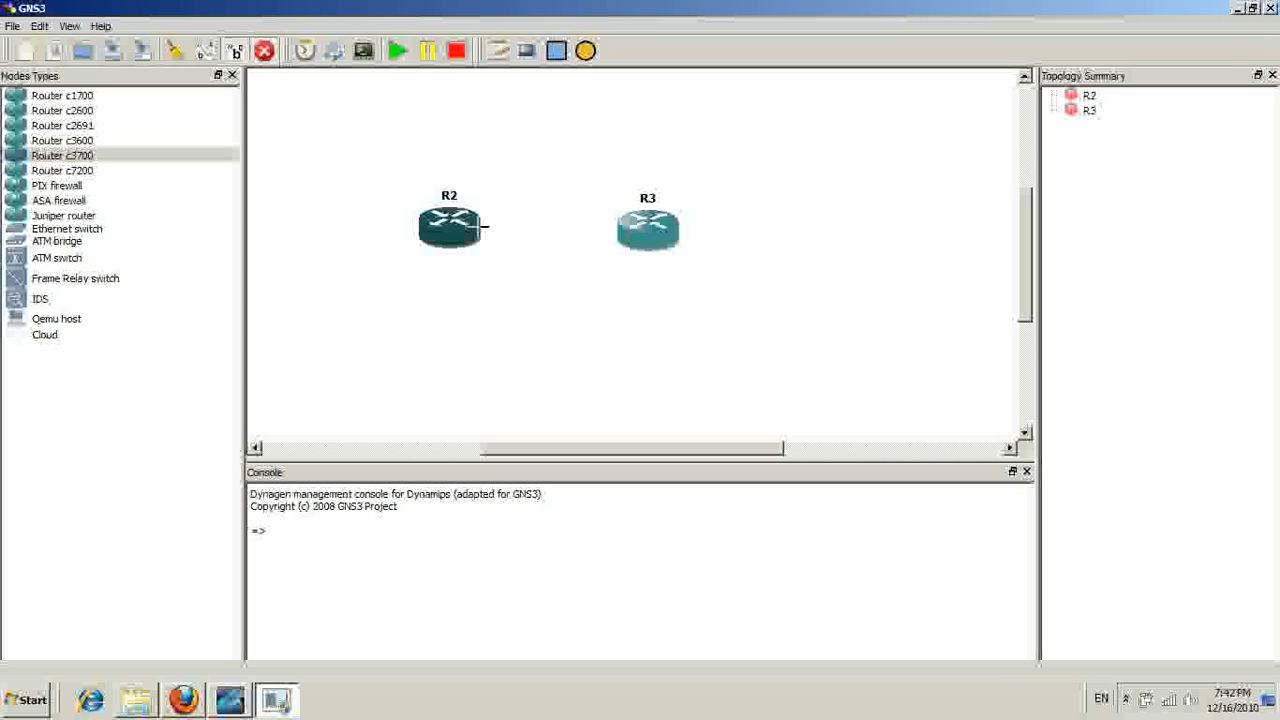 GNS3
File Edit View Help
Nodes Types
Router c1700
Router c2600
Router c2691
Router c3600
Router c3700
Router c7200
PIX firewall
ASA firewall
Juniper router
Ethernet switch
ATM bridge
ATM switch
Frame Relay switch
IDS
Qemu host
Cloud
R2
R3
Topology Summary
R2
R3
Console
Dynagen management console for Dynamips (adapted for GNS3)
Copyright (c) 2008 GNS3 Project
=>
Start
EN
7:42 PM
12/16/2010